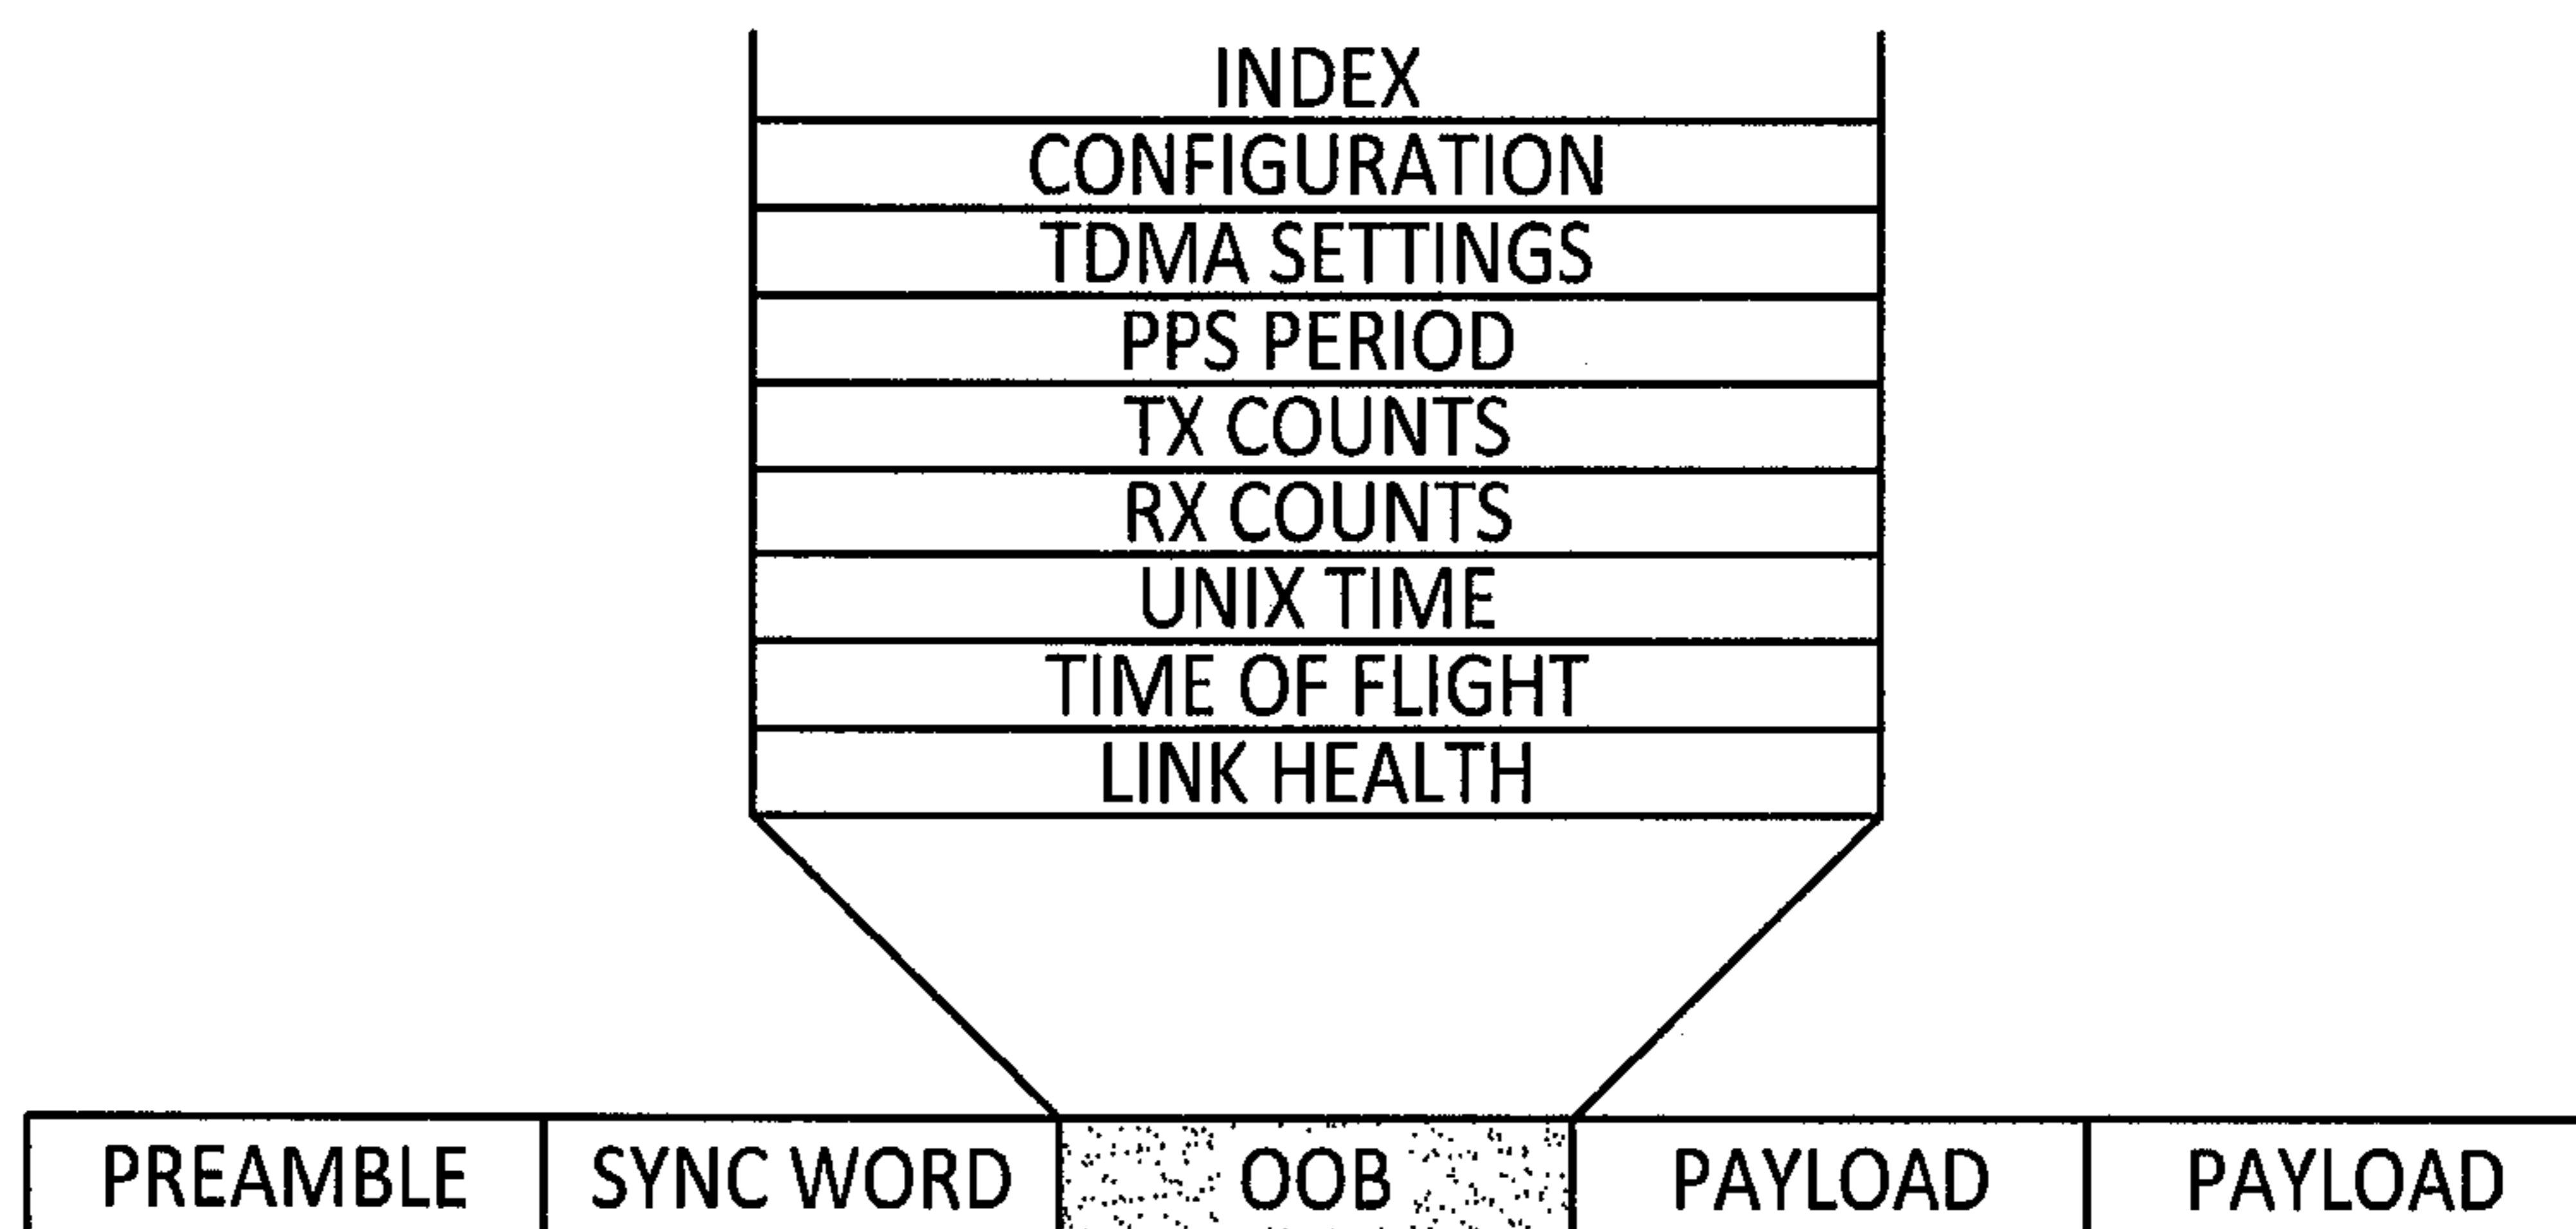 INDEX
CONFIGURATION
TDMA SETTINGS
PPS PERIOD
TX COUNTS
RX COUNTS
UNIX TIME
TIME OF FLIGHT
LINK HEALTH
PREAMBLE SYNC WORD OOB PAYLOAD PAYLOAD